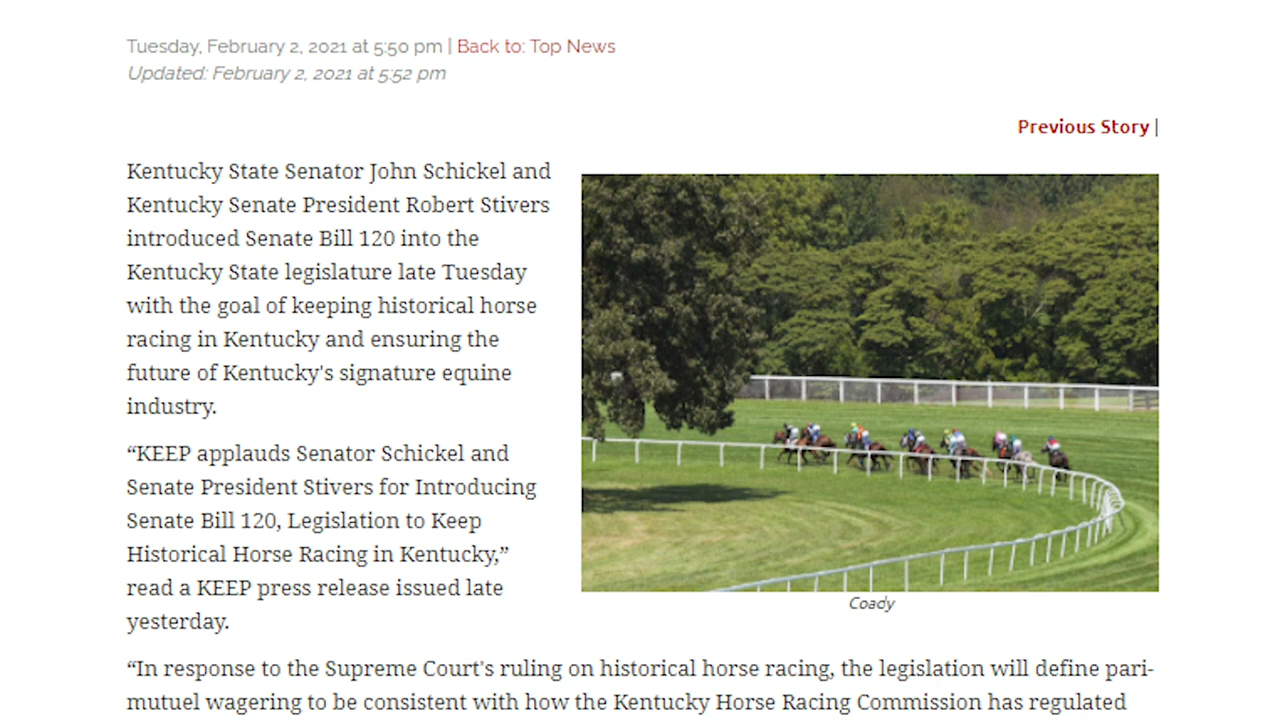 Tuesday, February 2, 2021 at 5:50 pm | Back to: Top News
Updated: February 2, 2021 at 5:52 pm
Previous Story |
Kentucky State Senator John Schickel and
Kentucky Senate President Robert Stivers
introduced Senate Bill 120 into the
Kentucky State legislature late Tuesday
with the goal of keeping historical horse
racing in Kentucky and ensuring the
future of Kentucky's signature equine
industry.
“KEEP applauds Senator Schickel and
Senate President Stivers for Introducing
Senate Bill 120, Legislation to Keep
Historical Horse Racing in Kentucky,”
read a KEEP press release issued late
yesterday.
Coady
“In response to the Supreme Court's ruling on historical horse racing, the legislation will define pari-
mutuel wagering to be consistent with how the Kentucky Horse Racing Commission has regulated